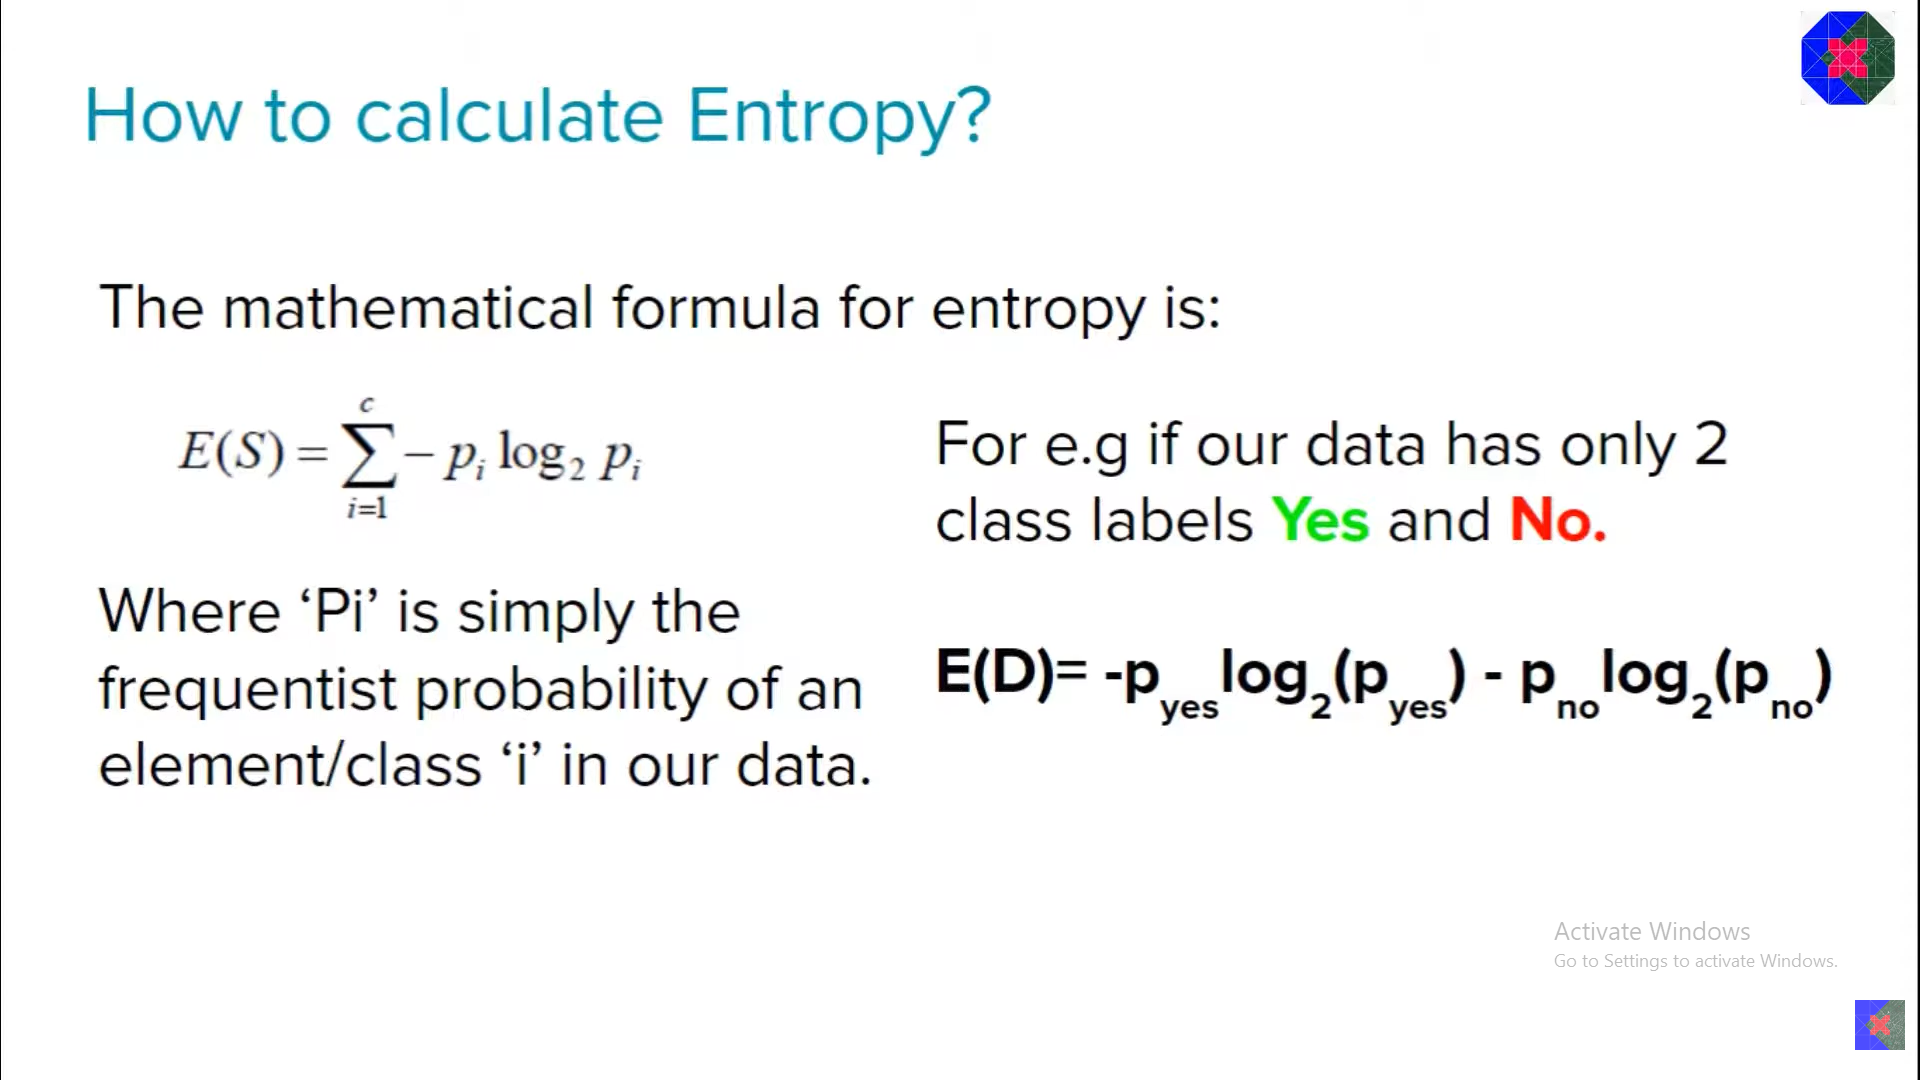 How to calculate Entropy?
The mathematical formula for entropy is:
E(S) = ∑_{i=1}^{c} − p_i log_2 p_i
Where ‘Pi’ is simply the
frequentist probability of an
element/class ‘i’ in our data.
For e.g if our data has only 2
class labels Yes and No.
E(D)= -p_yes log_2(p_yes) - p_no log_2(p_no)
Activate Windows
Go to Settings to activate Windows.